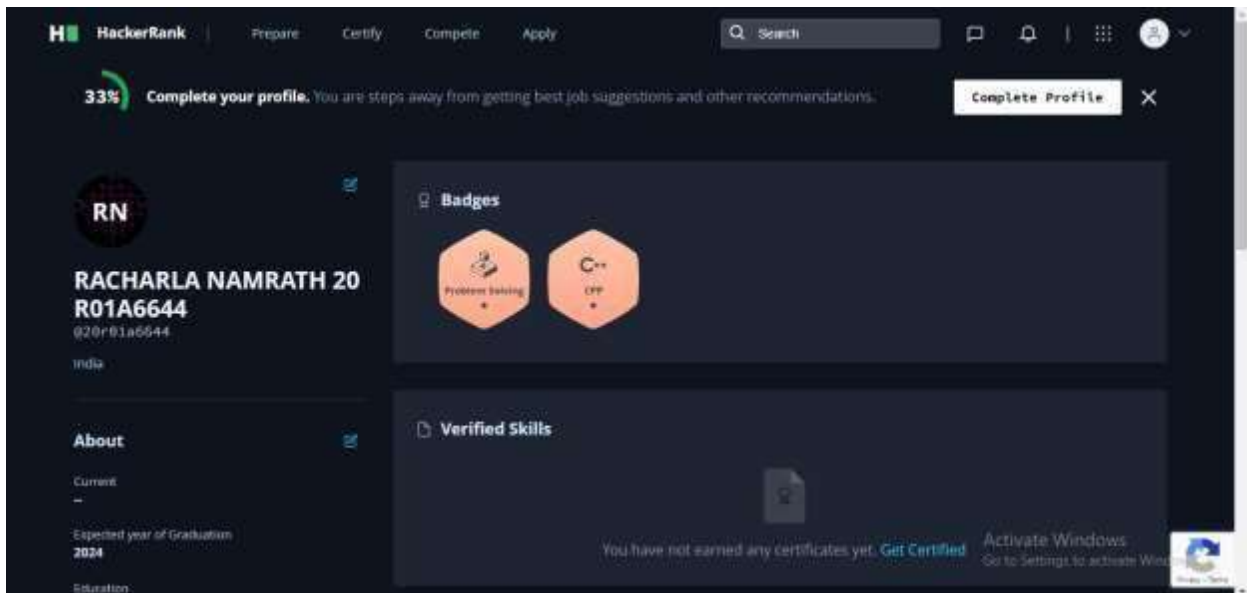 H HackerRank | Prepare Certify Compete Apply Search
33% Complete your profile. You are steps away from getting best job suggestions and other recommendations. Complete Profile
RN
Badges
Problem Solving
C++
CPP
RACHARLA NAMRATH 20
R01A6644
@20r01a6644
India
Verified Skills
About
Current
--
Expected year of Graduation
2024
You have not earned any certificates yet. Get Certified
Activate Windows
Go to Settings to activate Wind
Education
Privacy - Terms